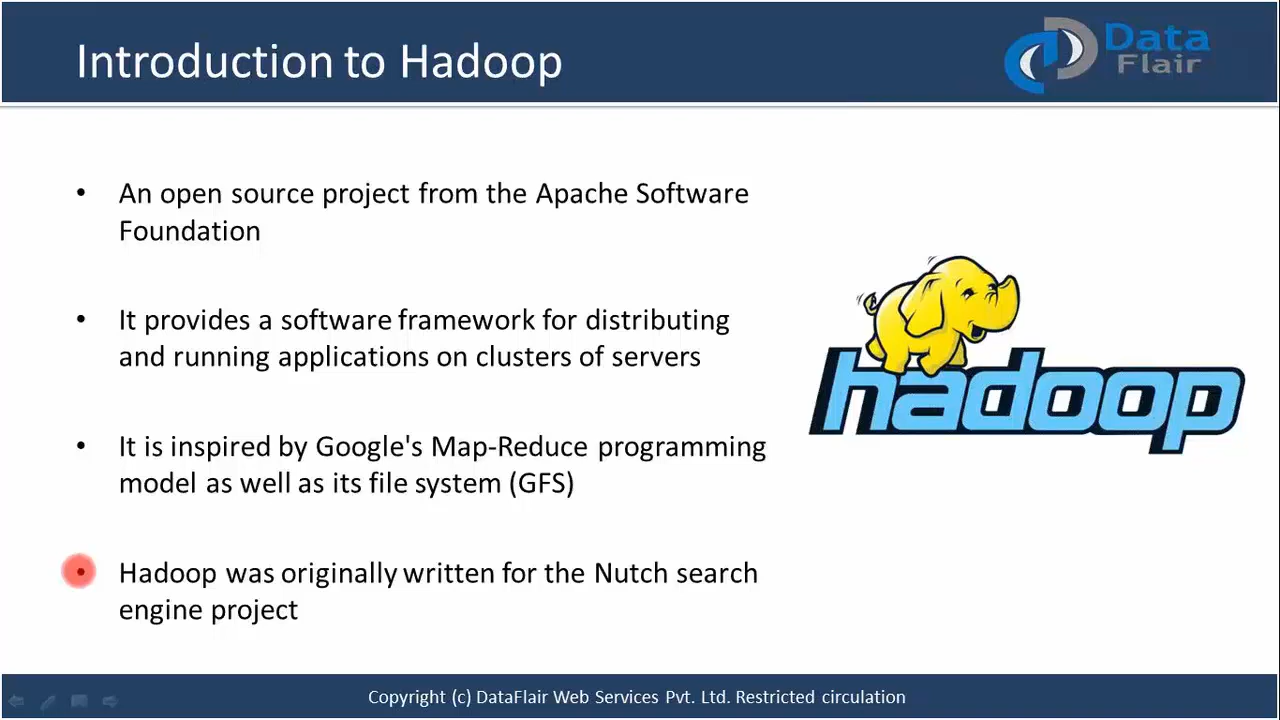 Introduction to Hadoop
Data
Flair
• An open source project from the Apache Software
Foundation
• It provides a software framework for distributing
and running applications on clusters of servers
• It is inspired by Google's Map-Reduce programming
model as well as its file system (GFS)
• Hadoop was originally written for the Nutch search
engine project
hadoop
Copyright (c) DataFlair Web Services Pvt. Ltd. Restricted circulation